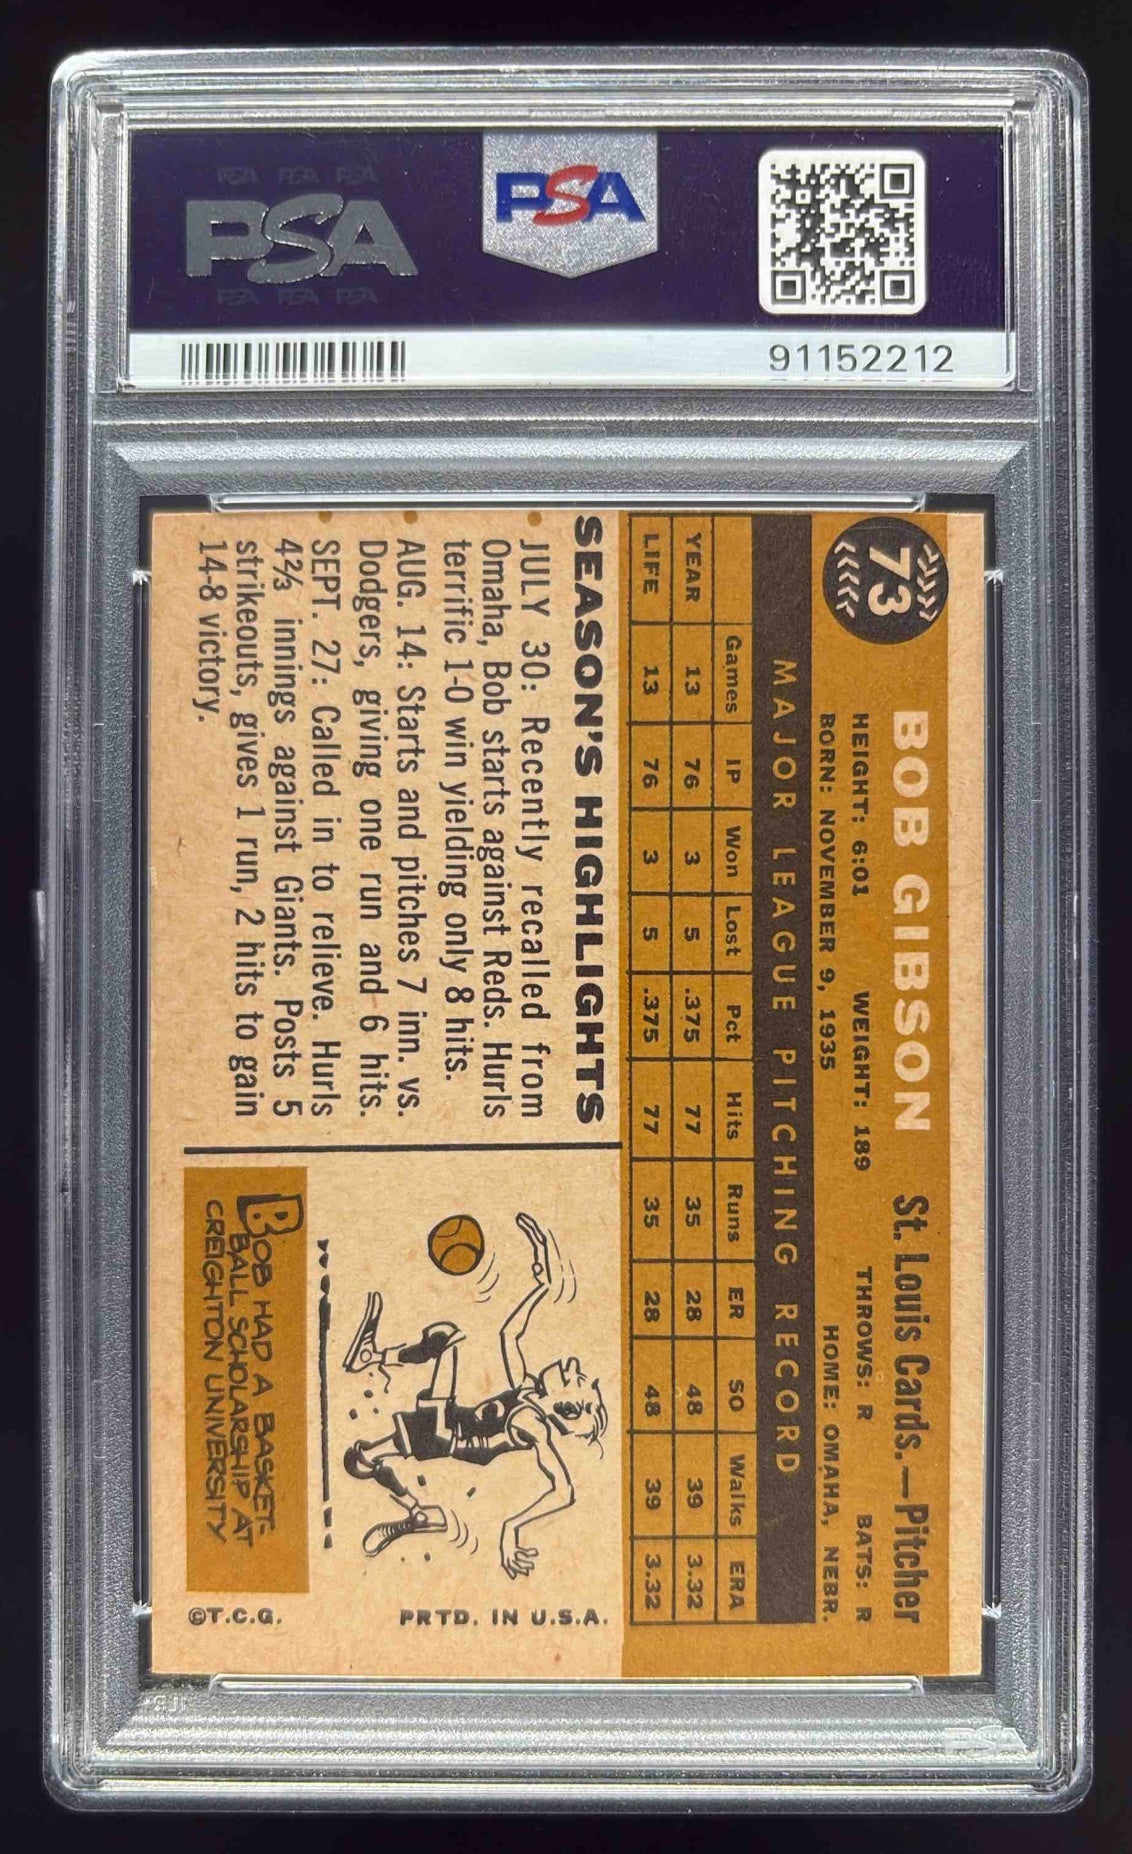 PSA PSA PSA
PSA
PSA PSA PSA
PSA
91152212
73
BOB GIBSON St. Louis Cards.—Pitcher
HEIGHT: 6:01 WEIGHT: 189 THROWS: R BATS: R
BORN: NOVEMBER 9, 1935 HOME: OMAHA, NEBR.
MAJOR LEAGUE PITCHING RECORD
Games IP Won Lost Pct Hits Runs ER SO Walks ERA
YEAR 13 76 3 5 .375 77 35 28 48 39 3.32
LIFE 13 76 3 5 .375 77 35 28 48 39 3.32
SEASON'S HIGHLIGHTS
• JULY 30: Recently recalled from
Omaha, Bob starts against Reds. Hurls
terrific 1-0 win yielding only 8 hits.
• AUG. 14: Starts and pitches 7 inn. vs.
Dodgers, giving one run and 6 hits.
• SEPT. 27: Called in to relieve. Hurls
4⅔ innings against Giants. Posts 5
strikeouts, gives 1 run, 2 hits to gain
14-8 victory.
BOB HAD A BASKET-
BALL SCHOLARSHIP AT
CREIGHTON UNIVERSITY
PRTD. IN U.S.A.
©T.C.G.
PSA